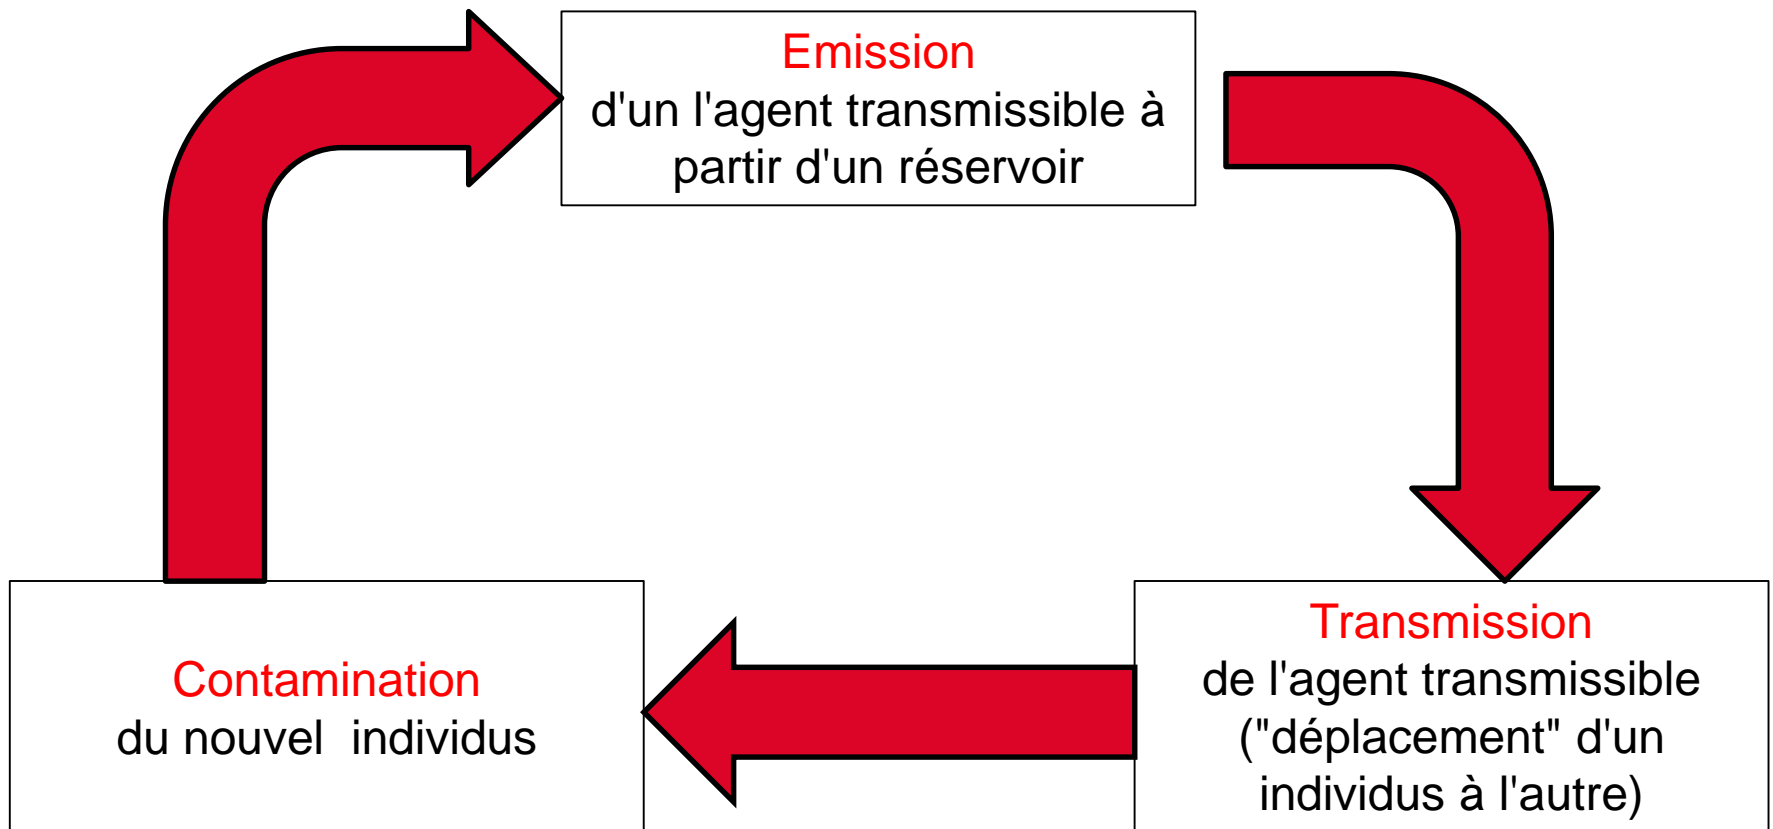 Emission
d'un l'agent transmissible à
partir d'un réservoir
Transmission
de l'agent transmissible
("déplacement" d'un
individus à l'autre)
Contamination
du nouvel  individus